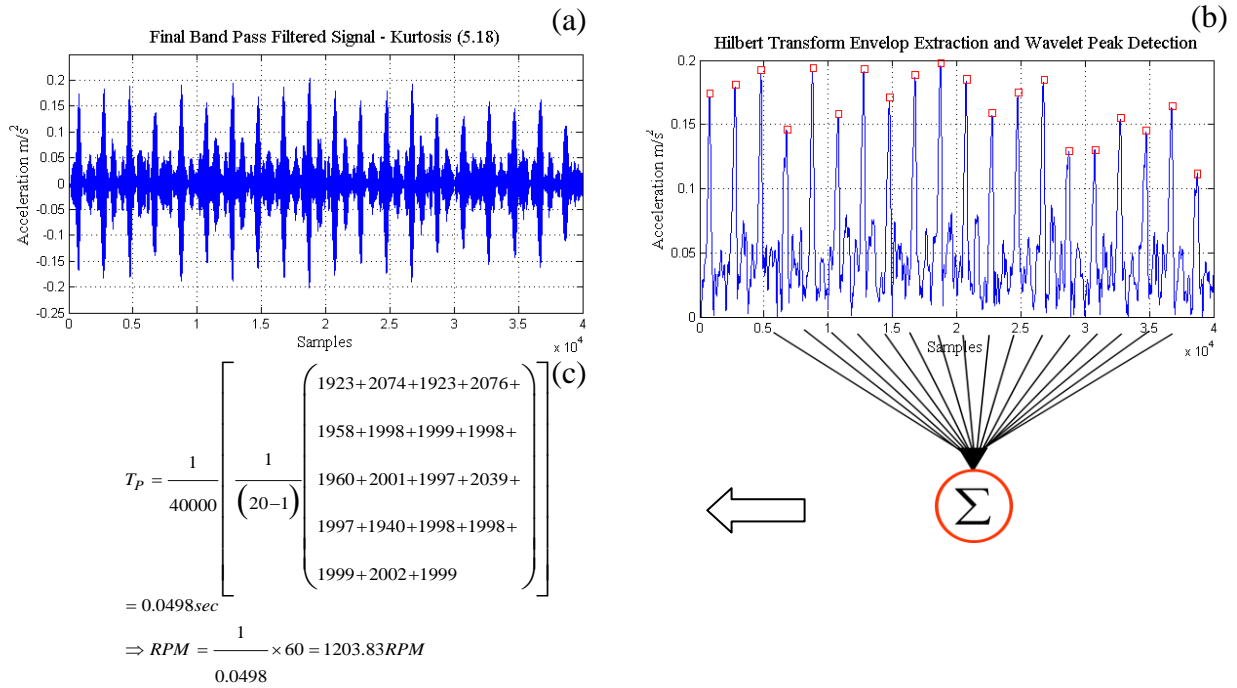 (a)
Final Band Pass Filtered Signal - Kurtosis (5.18)
Acceleration m/s²
0.2
0.15
0.1
0.05
0
-0.05
-0.1
-0.15
-0.2
-0.25
0 0.5 1 1.5 2 2.5 3 3.5 4
Samples
x 10⁴
(b)
Hilbert Transform Envelop Extraction and Wavelet Peak Detection
Acceleration m/s²
0.2
0.15
0.1
0.05
0
0 0.5 1 1.5 2 2.5 3 3.5 4
Samples
x 10⁴
Σ
(c)
T_P = 1/40000 [ 1/(20-1) ( 1923+2074+1923+2076+
1958+1998+1999+1998+
1960+2001+1997+2039+
1997+1940+1998+1998+
1999+2002+1999 ) ]
= 0.0498sec
⇒ RPM = 1/0.0498 × 60 = 1203.83RPM